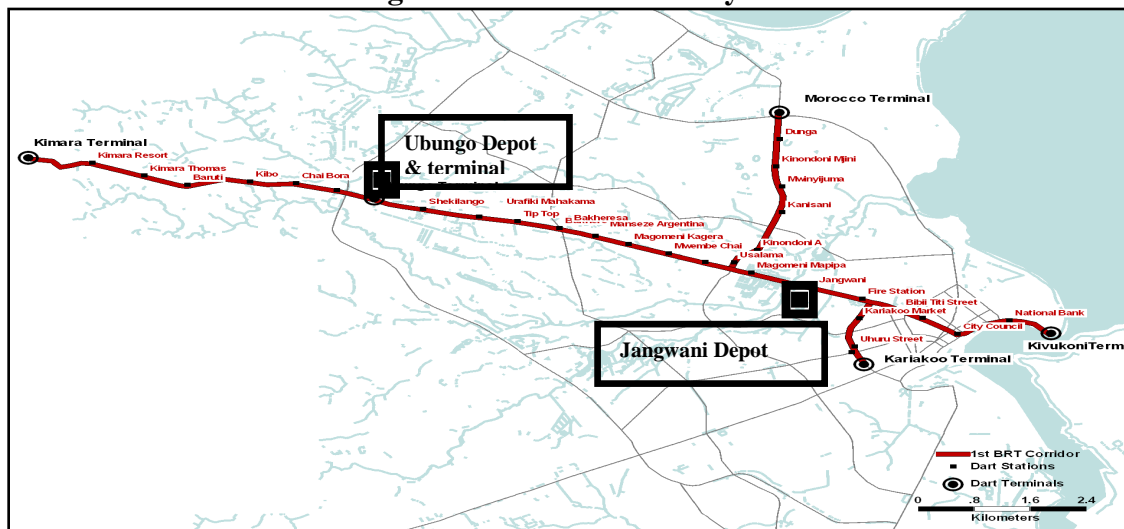 Morocco Terminal
Dunga
Kinondoni Mjini
Mwinyijuma
Kanisani
Kinondoni A
Usalama
Kimara Terminal
Kimara Resort
Kimara Thomas
Baruti
Kibo
Chai Bora
Ubungo Depot
& terminal
Shekilango
Urafiki Mahakama
Tip Top
Bakheresa
Manseze Argentina
Magomeni Kagera
Mwembe Chai
Magomeni Mapipa
Jangwani
Fire Station
Bibii Titi Street
Kariakoo Market
National Bank
City Council
KivukoniTerm
Uhuru Street
Kariakoo Terminal
Jangwani Depot
1st BRT Corridor
Dart Stations
Dart Terminals
0 .8 1.6 2.4
Kilometers